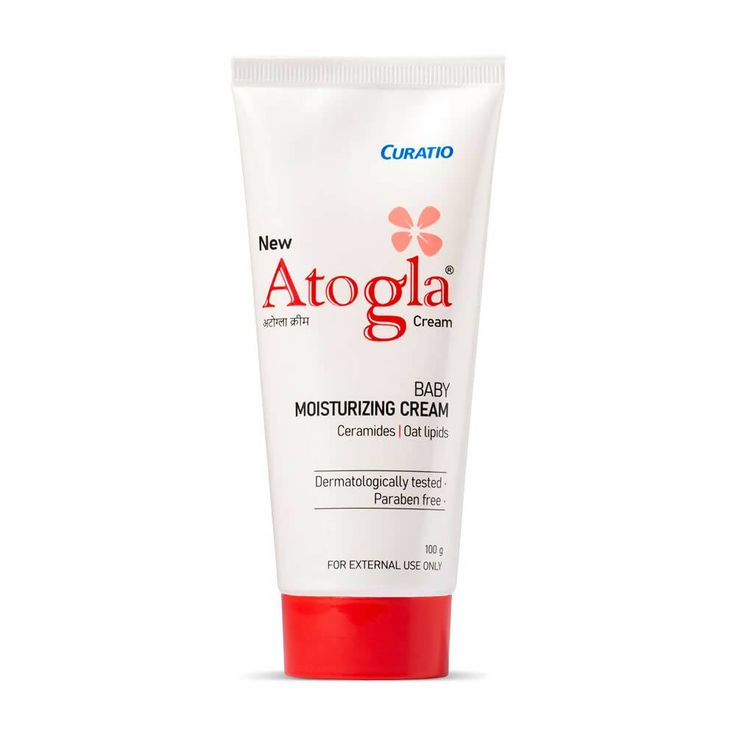 CURATIO
New
Atogla®
अटोग्ला क्रीम Cream
BABY
MOISTURIZING CREAM
Ceramides | Oat lipids
Dermatologically tested ·
Paraben free ·
100 g
FOR EXTERNAL USE ONLY